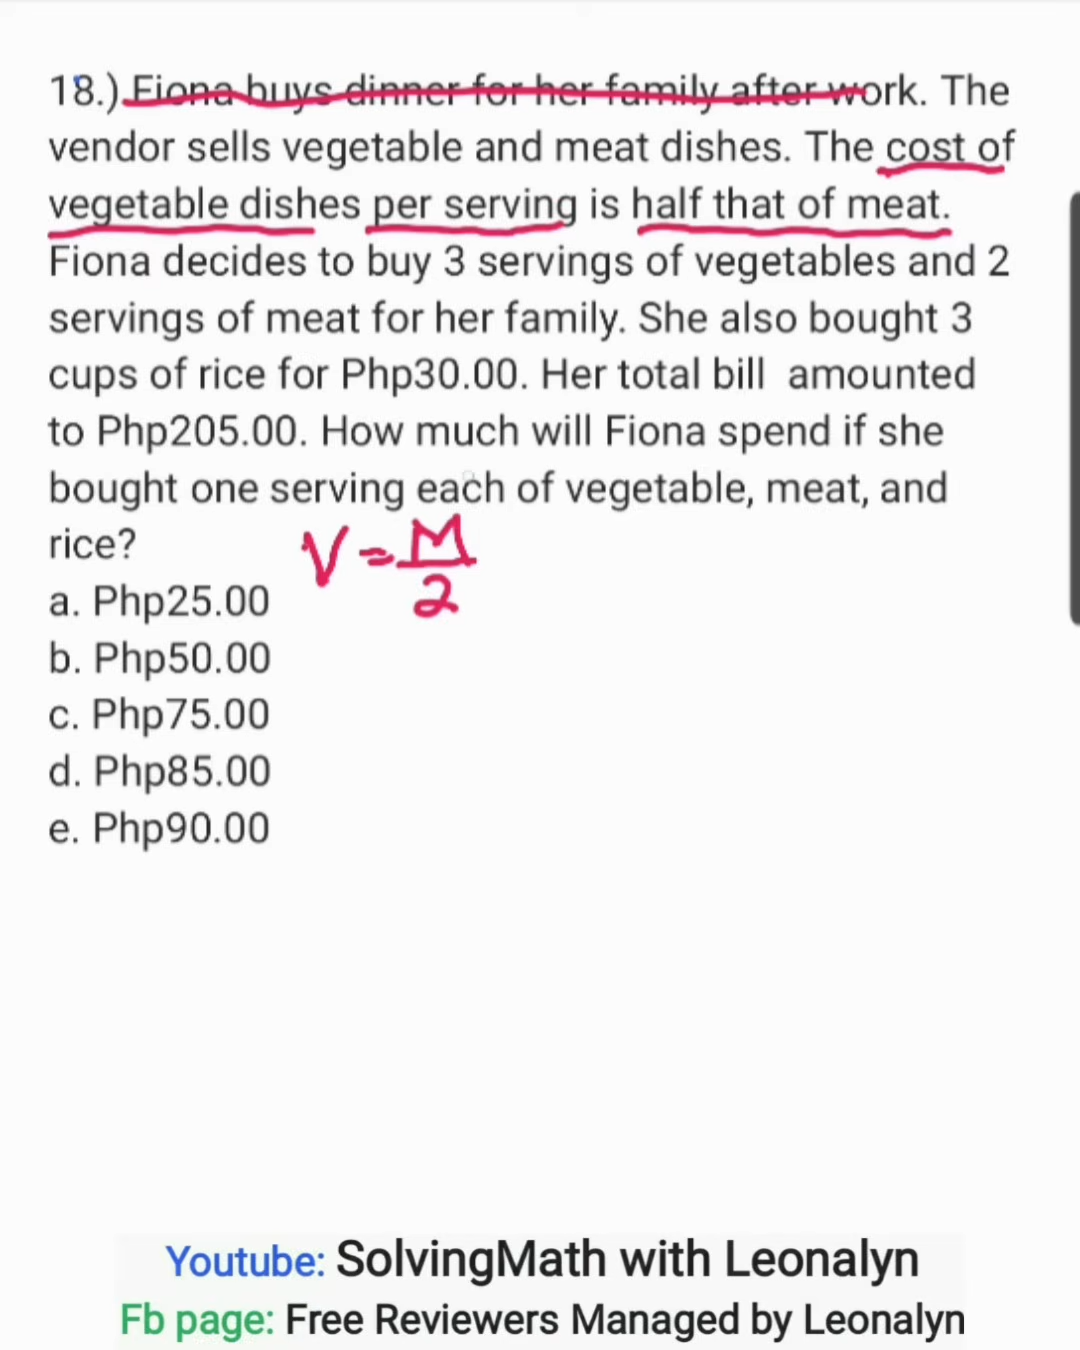 18.) Fiona buys dinner for her family after work. The
vendor sells vegetable and meat dishes. The cost of
vegetable dishes per serving is half that of meat.
Fiona decides to buy 3 servings of vegetables and 2
servings of meat for her family. She also bought 3
cups of rice for Php30.00. Her total bill amounted
to Php205.00. How much will Fiona spend if she
bought one serving each of vegetable, meat, and
rice?
V = M
2
a. Php25.00
b. Php50.00
c. Php75.00
d. Php85.00
e. Php90.00
Youtube: SolvingMath with Leonalyn
Fb page: Free Reviewers Managed by Leonalyn